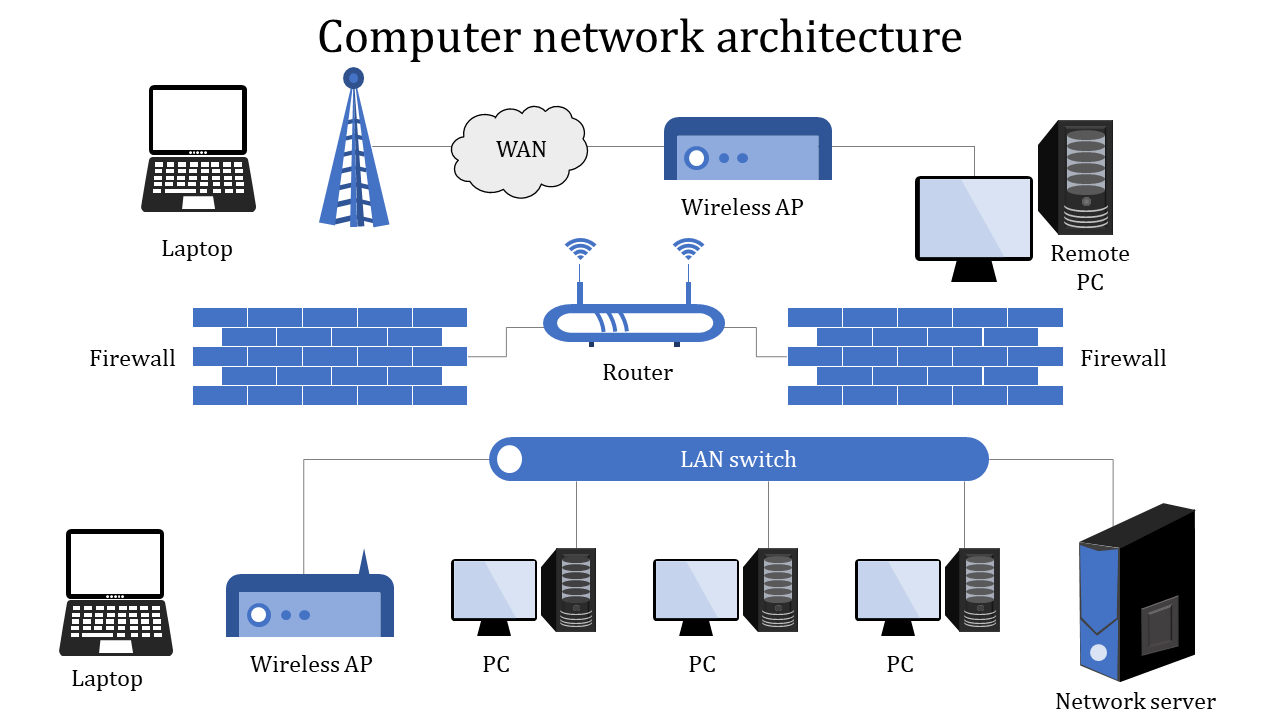 Computer network architecture
WAN
Wireless AP
Laptop
Remote
PC
Firewall
Router
Firewall
LAN switch
Laptop
Wireless AP
PC
PC
PC
Network server